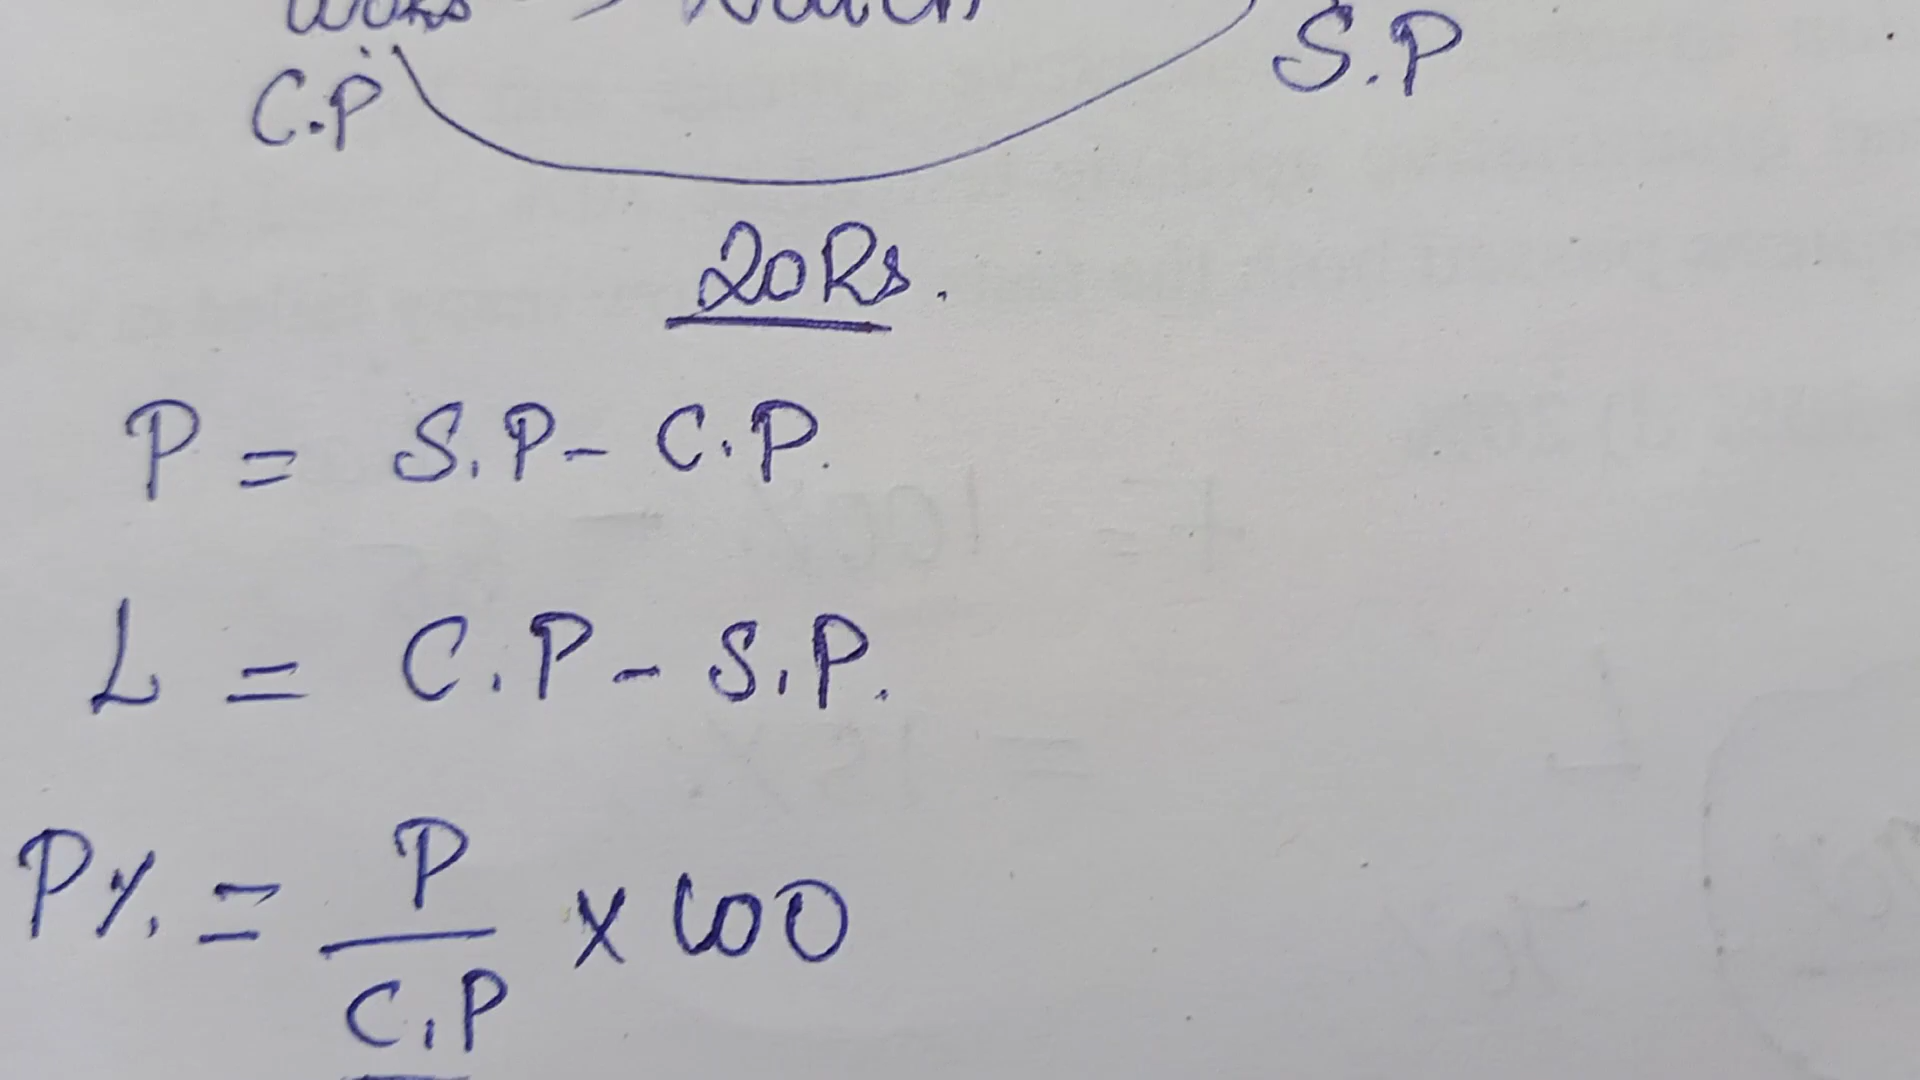 S.P
C.P
20Rs.
P = S.P - C.P.
L = C.P - S.P.
P% = P/C.P × 100